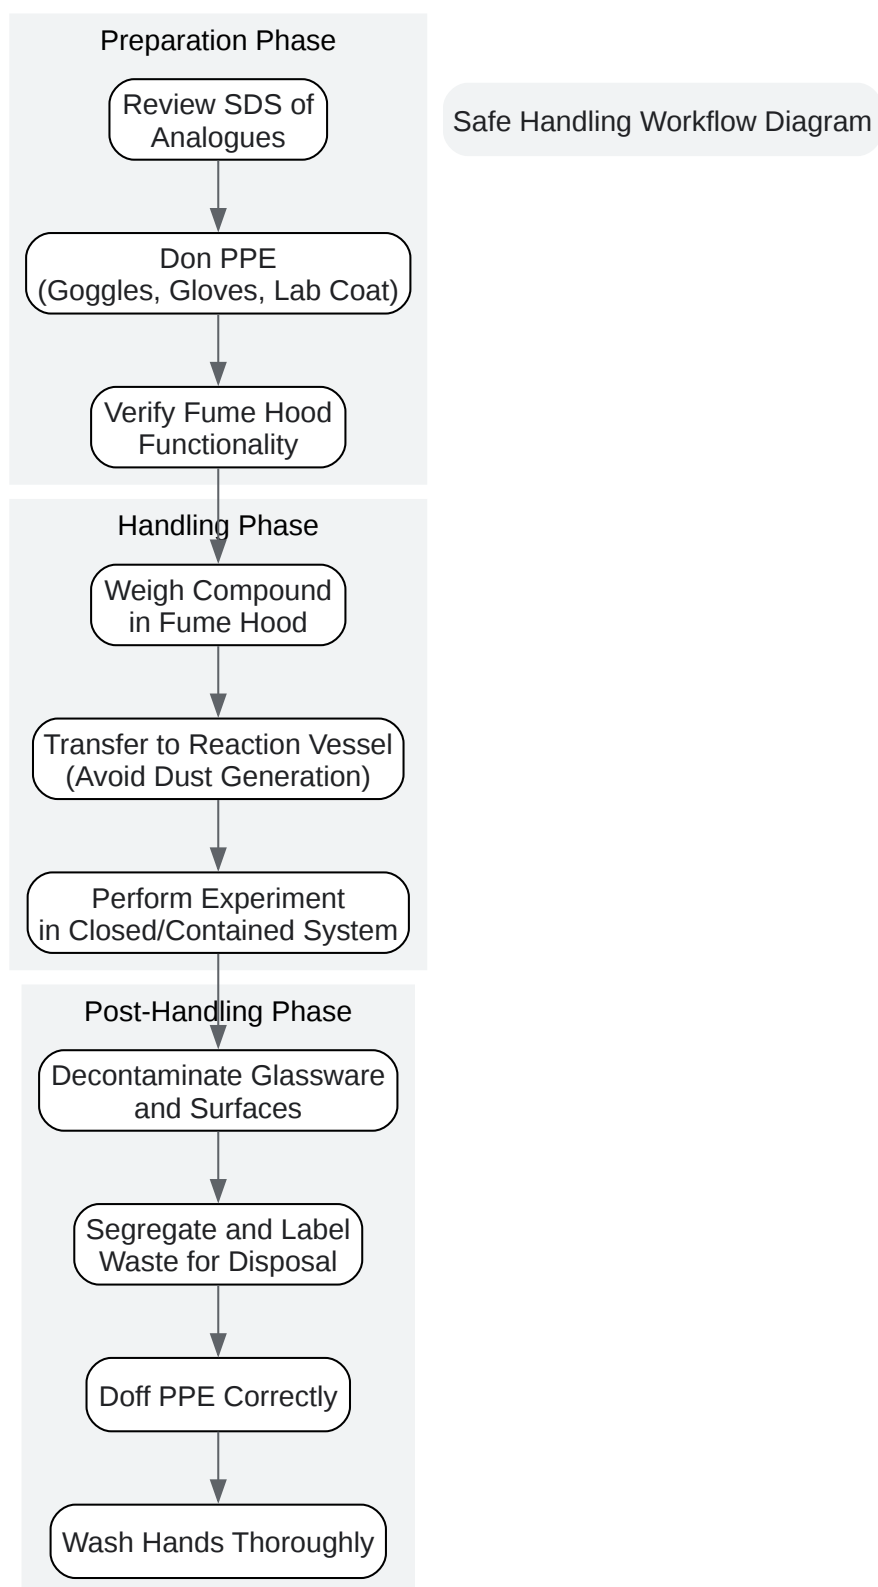 Preparation Phase
Review SDS of
Analogues
Safe Handling Workflow Diagram
Don PPE
(Goggles, Gloves, Lab Coat)
Verify Fume Hood
Functionality
Handling Phase
Weigh Compound
in Fume Hood
Transfer to Reaction Vessel
(Avoid Dust Generation)
Perform Experiment
in Closed/Contained System
Post-Handling Phase
Decontaminate Glassware
and Surfaces
Segregate and Label
Waste for Disposal
Doff PPE Correctly
Wash Hands Thoroughly